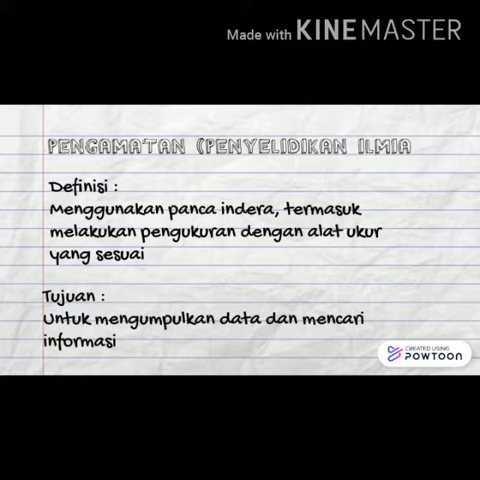 Made with KINEMASTER
PENGAMATAN (PENYELIDIKAN ILMIA
Definisi :
Menggunakan panca indera, termasuk
melakukan pengukuran dengan alat ukur
yang sesuai
Tujuan :
Untuk mengumpulkan data dan mencari
informasi
CREATED USING
POWTOON